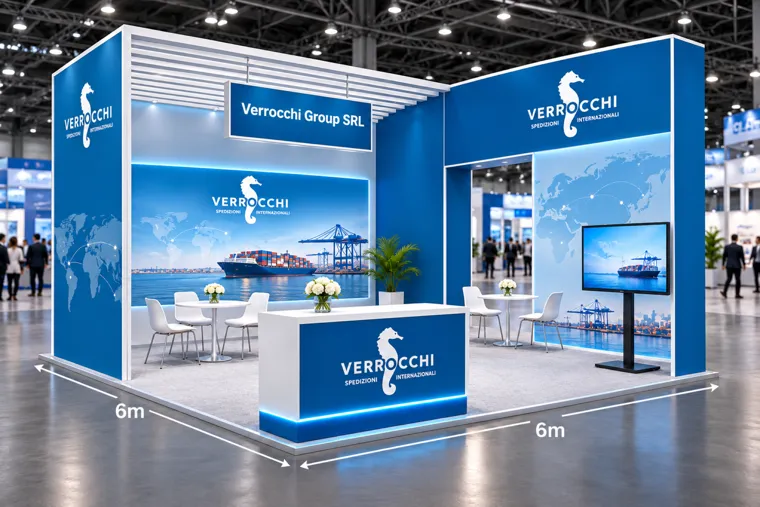 VERROCCHI
SPEDIZIONI INTERNAZIONALI
Verrocchi Group SRL
VERROCCHI
SPEDIZIONI INTERNAZIONALI
VERROCCHI
SPEDIZIONI INTERNAZIONALI
VERROCCHI
SPEDIZIONI INTERNAZIONALI
6m
6m